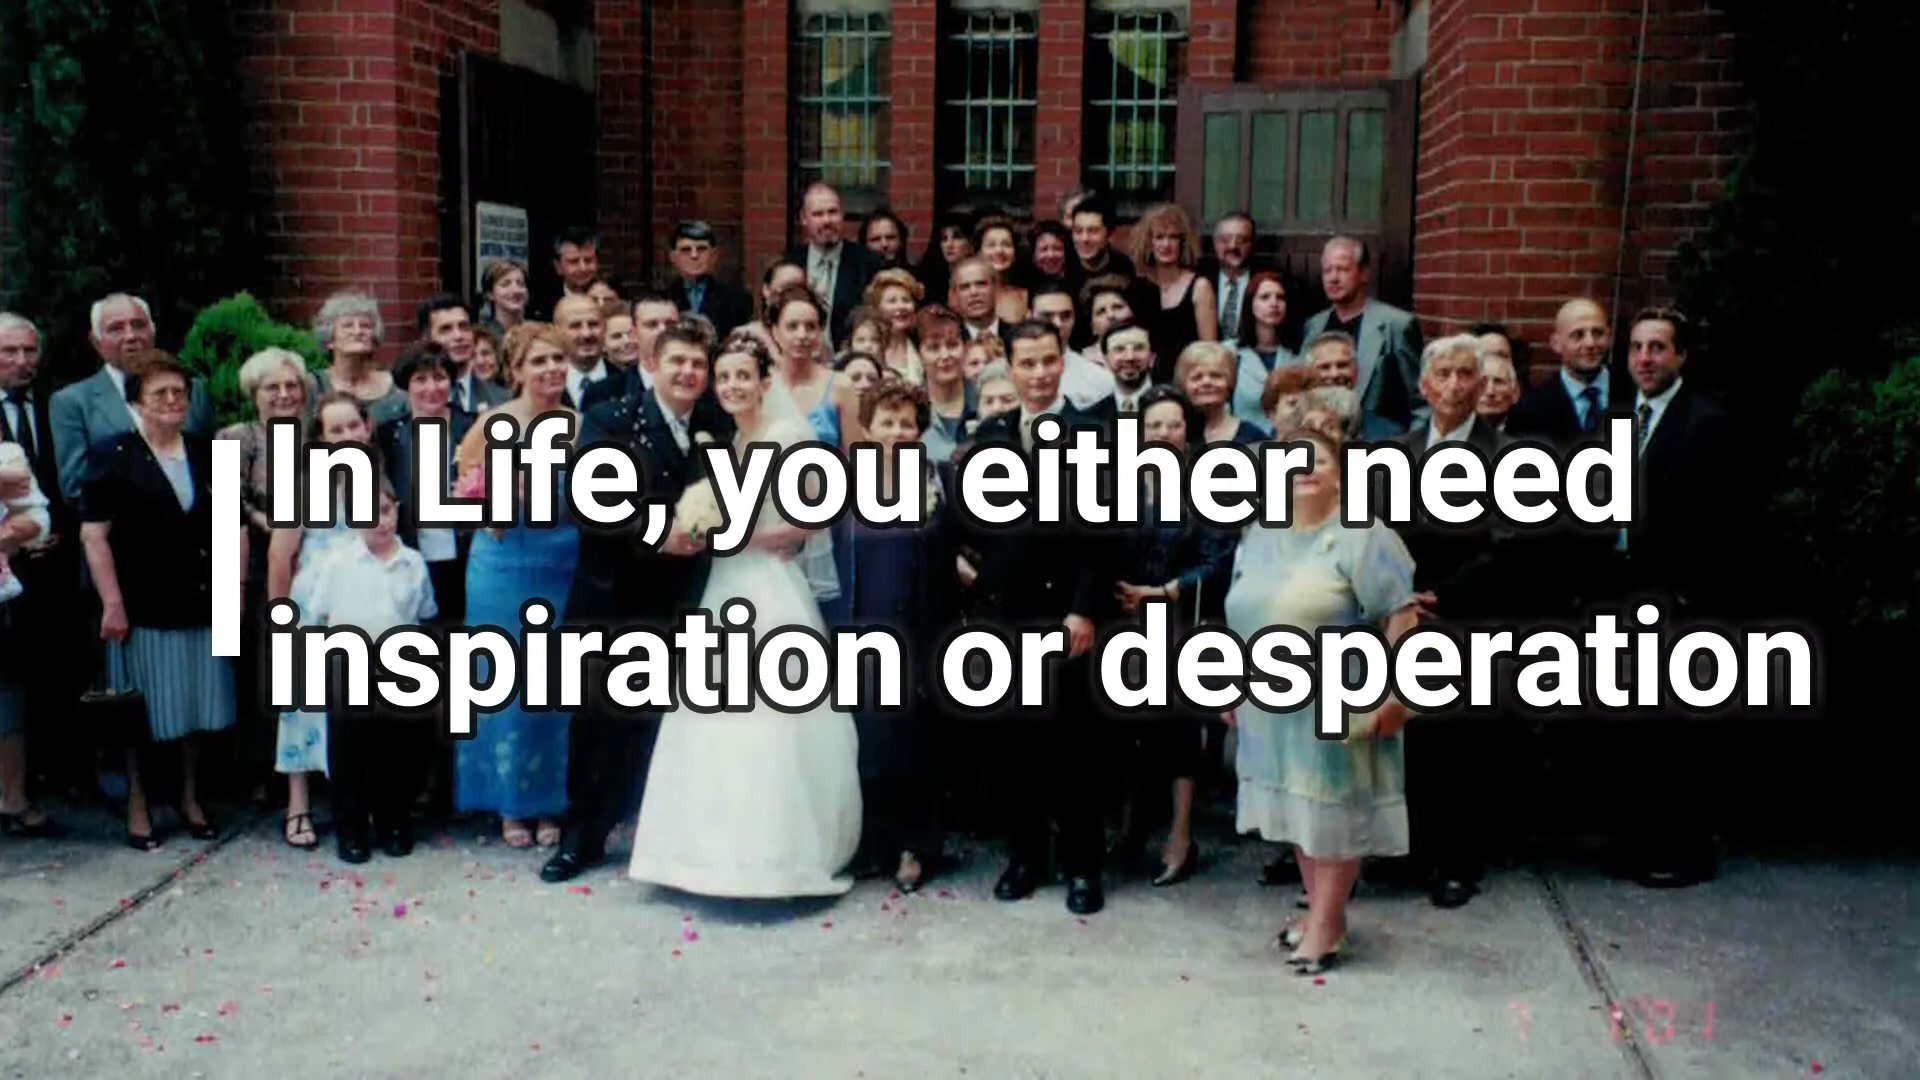 In Life, you either need
inspiration or desperation